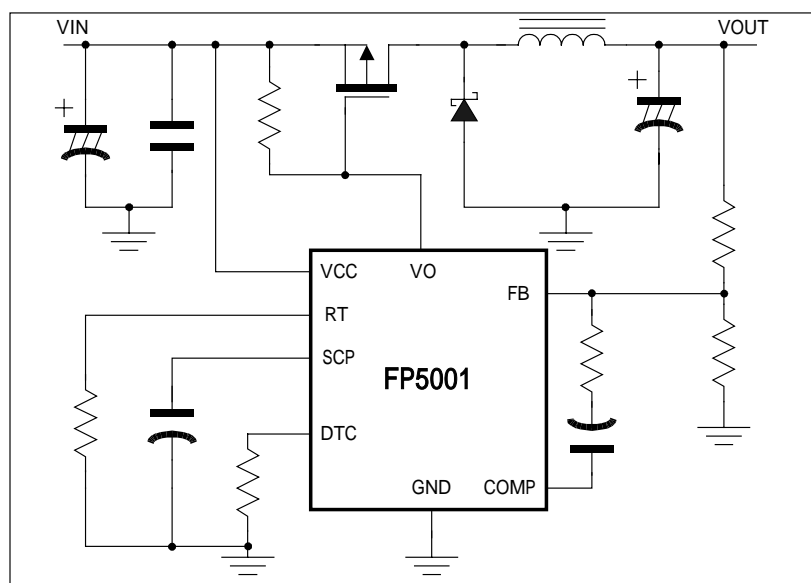 VIN
VOUT
+
+
VCC
VO
FB
RT
SCP
FP5001
DTC
GND
COMP